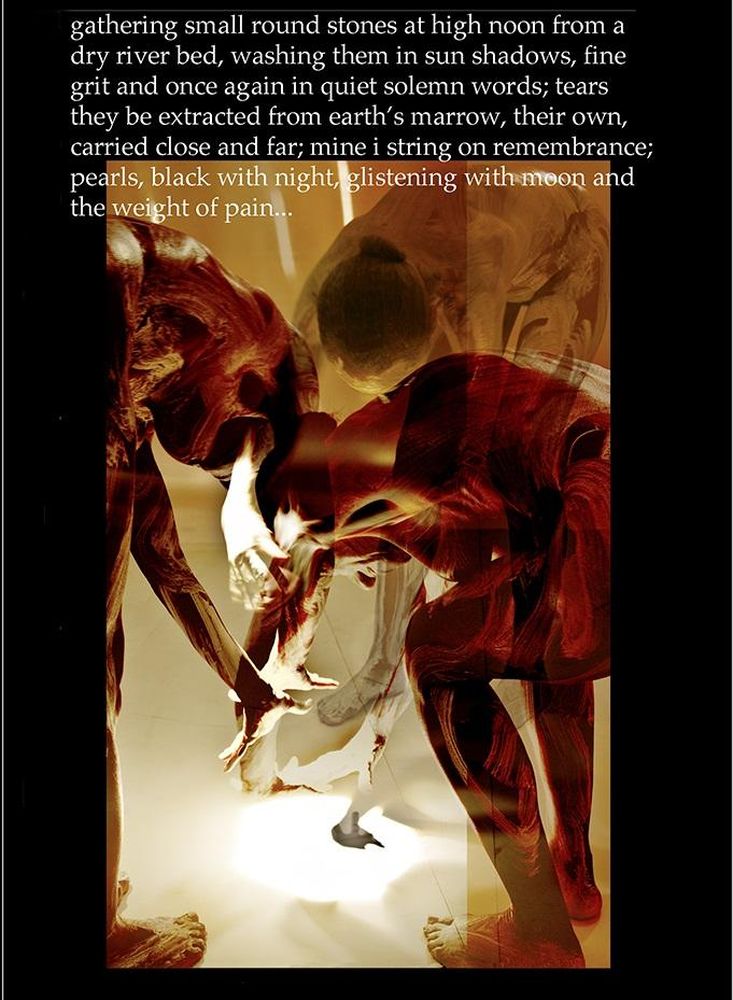 gathering small round stones at high noon from a
dry river bed, washing them in sun shadows, fine
grit and once again in quiet solemn words; tears
they be extracted from earth’s marrow, their own,
carried close and far; mine i string on remembrance;
pearls, black with night, glistening with moon and
the weight of pain...